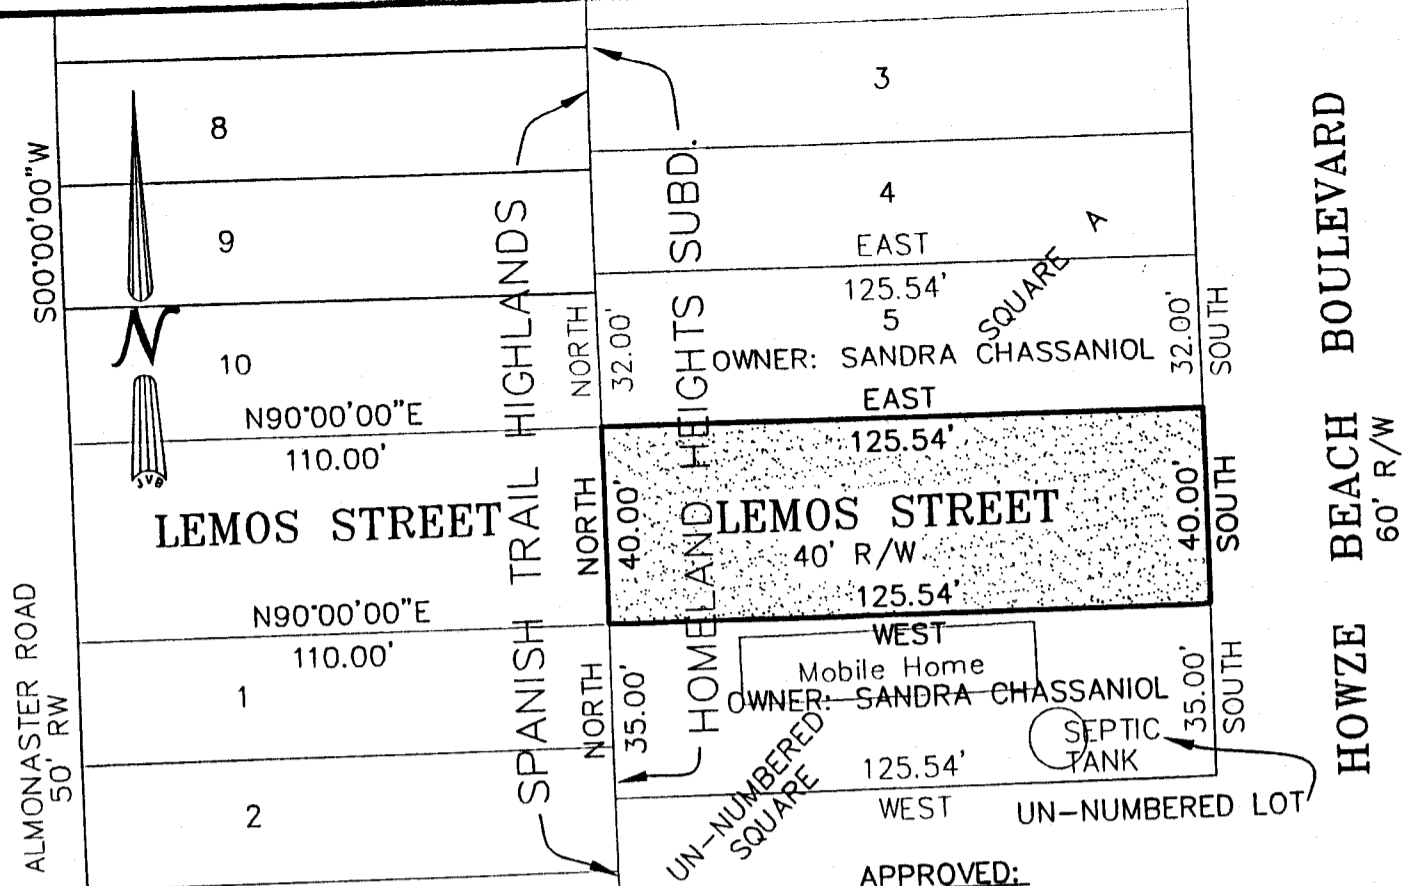 S00°00'00"W
8
9
10
N
JVB
N90°00'00"E
110.00'
LEMOS STREET
N90°00'00"E
110.00'
1
2
ALMONASTER ROAD
50' RW
SPANISH TRAIL HIGHLANDS
HOMELAND HEIGHTS SUBD.
3
4
EAST
125.54'
5
SQUARE A
OWNER: SANDRA CHASSANIOL
NORTH
32.00'
32.00'
SOUTH
EAST
125.54'
NORTH
40.00'
LEMOS STREET
40' R/W
125.54'
40.00'
SOUTH
WEST
Mobile Home
OWNER: SANDRA CHASSANIOL
NORTH
35.00'
35.00'
SOUTH
SEPTIC
TANK
125.54'
WEST
UN-NUMBERED
SQUARE
UN-NUMBERED LOT
APPROVED:
HOWZE BEACH BOULEVARD
60' R/W